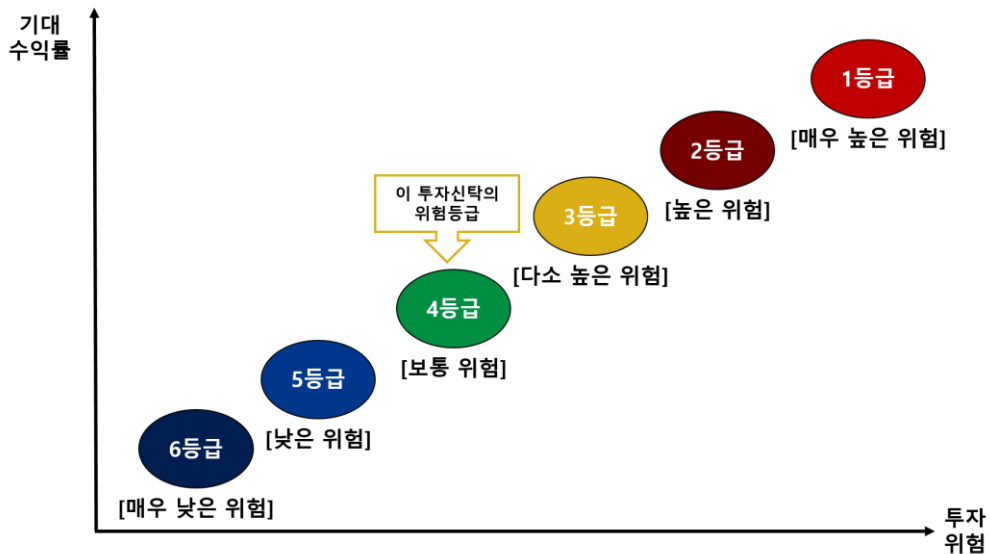 기대
수익률
1등급
[매우 높은 위험]
2등급
[높은 위험]
이 투자신탁의
위험등급
3등급
[다소 높은 위험]
4등급
[보통 위험]
5등급
[낮은 위험]
6등급
[매우 낮은 위험]
투자
위험